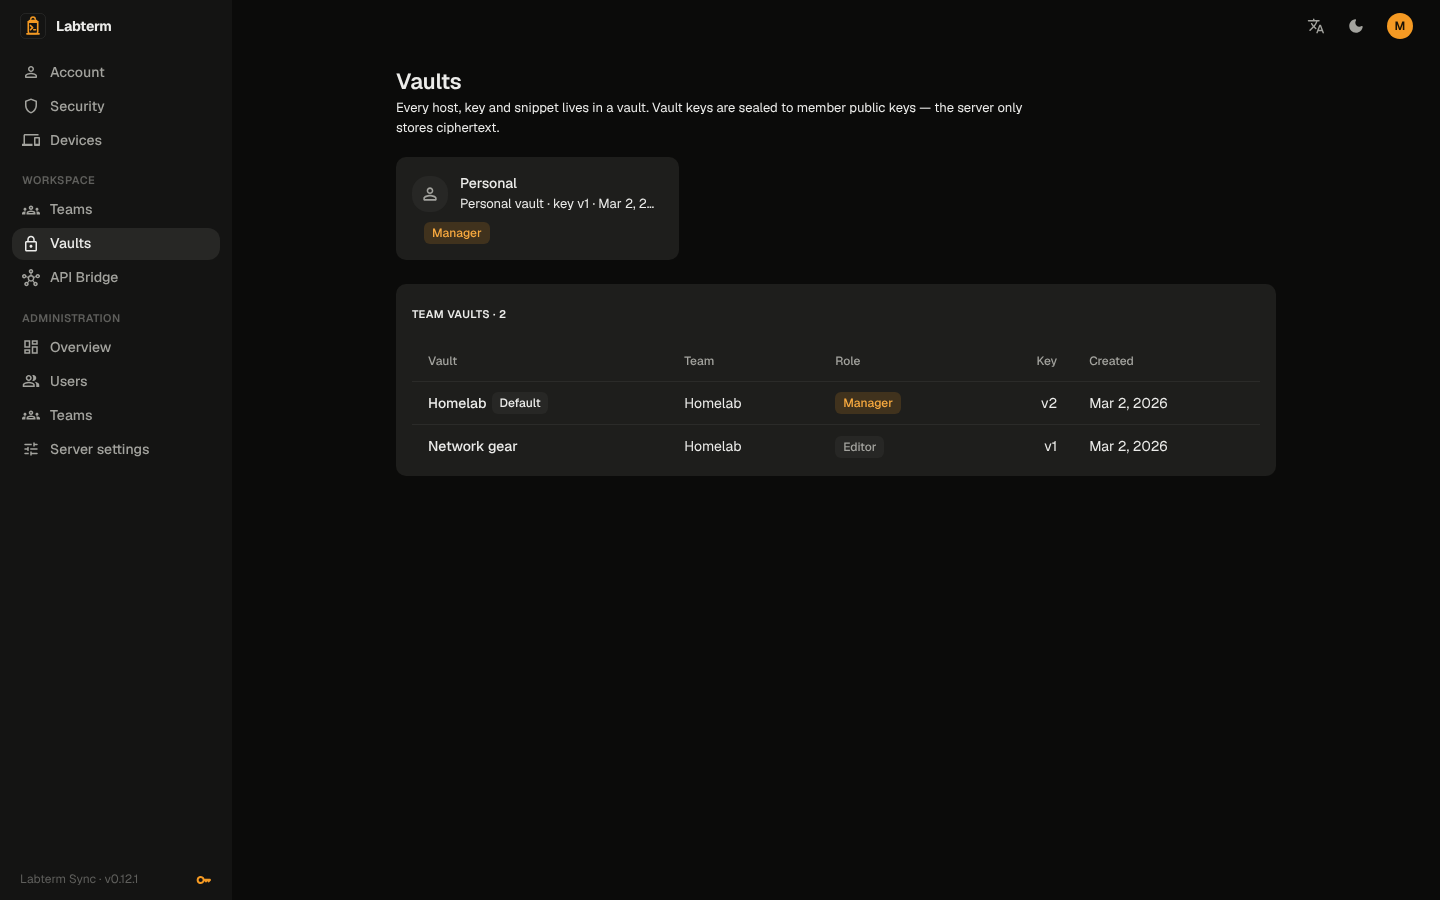 Labterm
M
Account
Security
Devices
WORKSPACE
Teams
Vaults
API Bridge
ADMINISTRATION
Overview
Users
Teams
Server settings
Labterm Sync · v0.12.1
Vaults
Every host, key and snippet lives in a vault. Vault keys are sealed to member public keys — the server only
stores ciphertext.
Personal
Personal vault · key v1 · Mar 2, 2…
Manager
TEAM VAULTS · 2
Vault Team Role Key Created
Homelab Default Homelab Manager v2 Mar 2, 2026
Network gear Homelab Editor v1 Mar 2, 2026